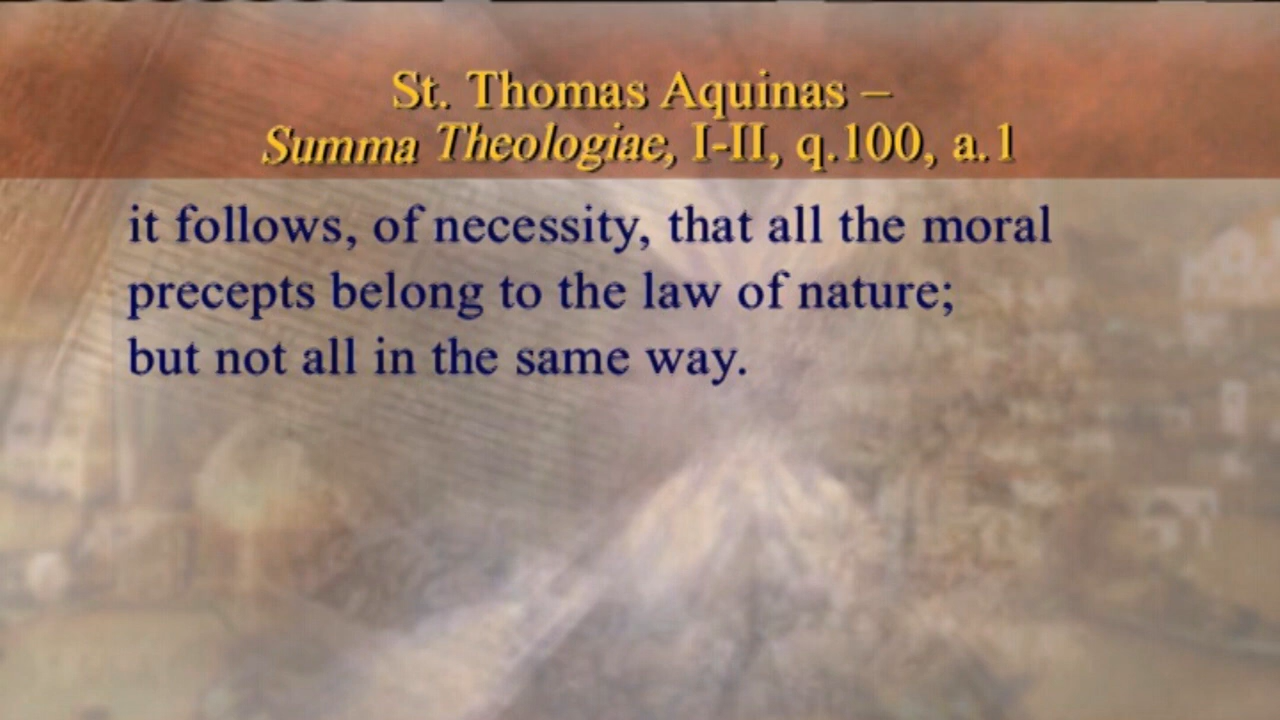 St. Thomas Aquinas –
Summa Theologiae, I-II, q.100, a.1
it follows, of necessity, that all the moral
precepts belong to the law of nature;
but not all in the same way.